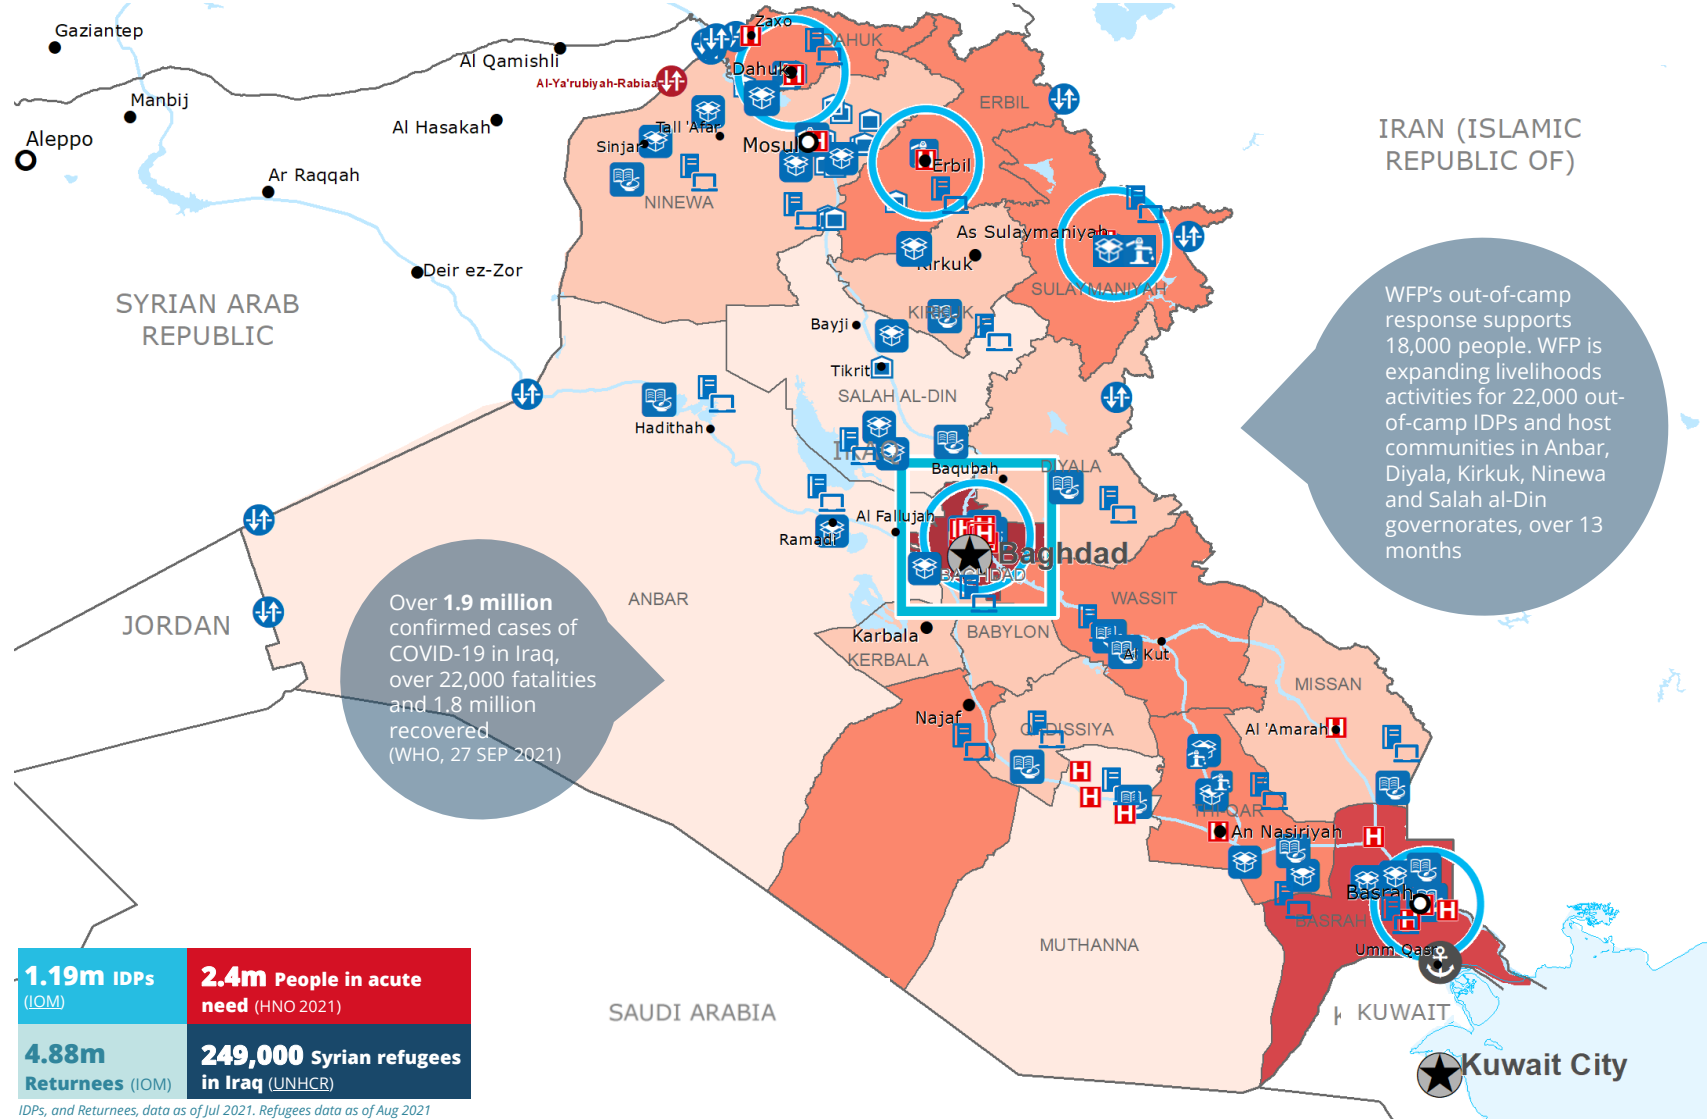 Gaziantep
Zaxo
DAHUK
Al Qamishli
Dahuk
Al-Ya'rubiyah-Rabiaa
Manbij
ERBIL
Al Hasakah
Tall 'Afar
IRAN (ISLAMIC
REPUBLIC OF)
Aleppo
Sinjar
Mosul
Erbil
Ar Raqqah
NINEWA
As Sulaymaniyah
Kirkuk
Deir ez-Zor
SULAYMANIYAH
SYRIAN ARAB
REPUBLIC
KIRKUK
Bayji
WFP's out-of-camp
response supports
18,000 people. WFP is
expanding livelihoods
activities for 22,000 out-
of-camp IDPs and host
communities in Anbar,
Diyala, Kirkuk, Ninewa
and Salah al-Din
governorates, over 13
months
Tikrit
SALAH AL-DIN
Hadithah
IRAQ
Baqubah
DIYALA
Al Fallujah
Ramadi
Baghdad
BAGHDAD
ANBAR
WASSIT
JORDAN
Over 1.9 million
confirmed cases of
COVID-19 in Iraq,
over 22,000 fatalities
and 1.8 million
recovered
(WHO, 27 SEP 2021)
Karbala
BABYLON
KERBALA
Al Kut
MISSAN
Najaf
QADISSIYA
Al 'Amarah
H
H
H
H
H
H
H
THI QAR
An Nasiriyah
Basrah
BASRAH
MUTHANNA
Umm Qasr
SAUDI ARABIA
KUWAIT
Kuwait City
1.19m IDPs
(IOM)
2.4m People in acute
need (HNO 2021)
4.88m
Returnees (IOM)
249,000 Syrian refugees
in Iraq (UNHCR)
IDPs, and Returnees, data as of Jul 2021. Refugees data as of Aug 2021